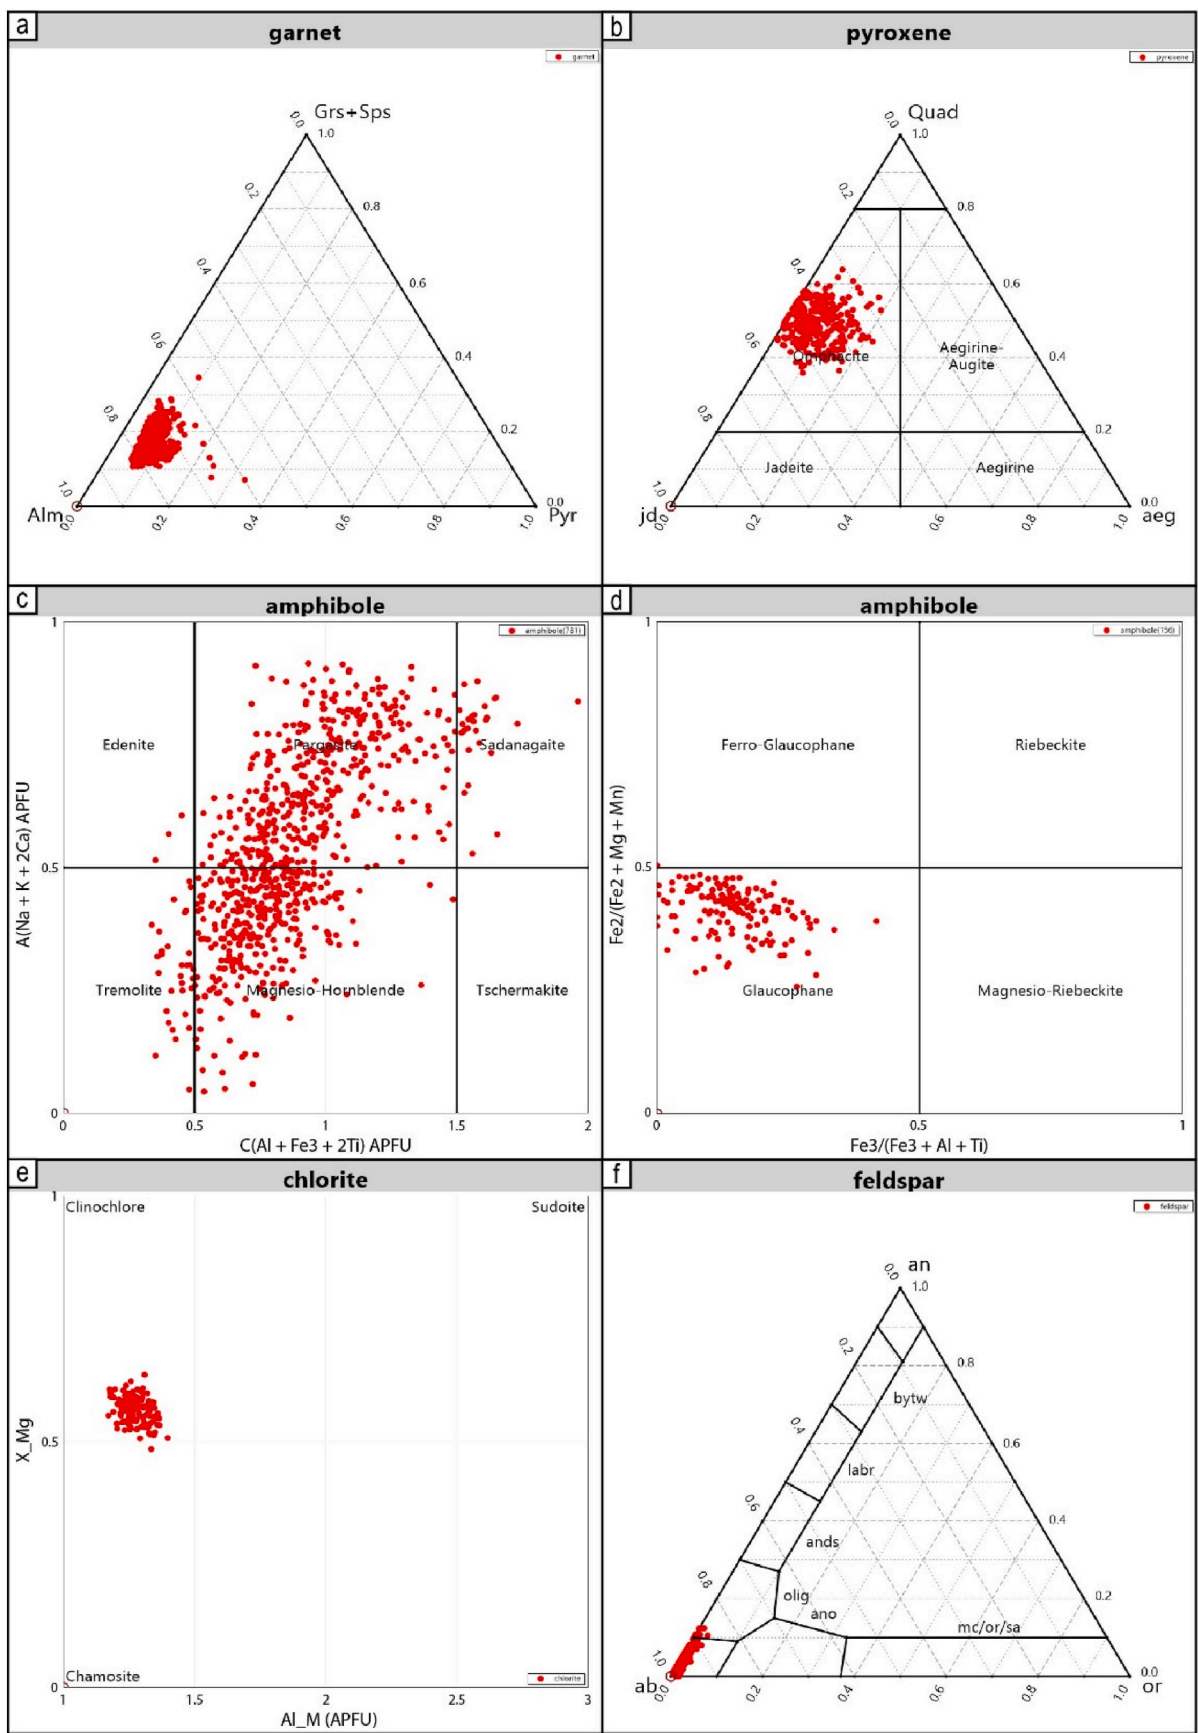 a
garnet
garnet
Grs+Sps
0.0
1.0
0.2
0.8
0.4
0.6
0.6
0.4
0.8
0.2
1.0
0.0
Alm
0.0
0.2
0.4
0.6
0.8
1.0
Pyr
b
pyroxene
pyroxene
Quad
0.0
1.0
0.2
0.8
0.4
0.6
0.6
0.4
Omphacite
Aegirine-
Augite
0.8
0.2
Jadeite
Aegirine
1.0
0.0
jd
0.0
0.2
0.4
0.6
0.8
1.0
aeg
c
amphibole
1
amphibole(781)
Edenite
Pargasite
Sadanagaite
A(Na + K + 2Ca) APFU
0.5
Tremolite
Magnesio-Hornblende
Tschermakite
0
0
0.5
1
1.5
2
C(Al + Fe3 + 2Ti) APFU
d
amphibole
1
amphibole(156)
Ferro-Glaucophane
Riebeckite
Fe2/(Fe2 + Mg + Mn)
0.5
Glaucophane
Magnesio-Riebeckite
0
0
0.5
1
Fe3/(Fe3 + Al + Ti)
e
chlorite
1
Clinochlore
Sudoite
X_Mg
0.5
Chamosite
chlorite
0
1
1.5
2
2.5
3
Al_M (APFU)
f
feldspar
feldspar
an
0.0
1.0
0.2
0.8
bytw
0.4
0.6
labr
0.6
0.4
ands
0.8
0.2
olig
ano
mc/or/sa
1.0
0.0
ab
0.0
0.2
0.4
0.6
0.8
1.0
or